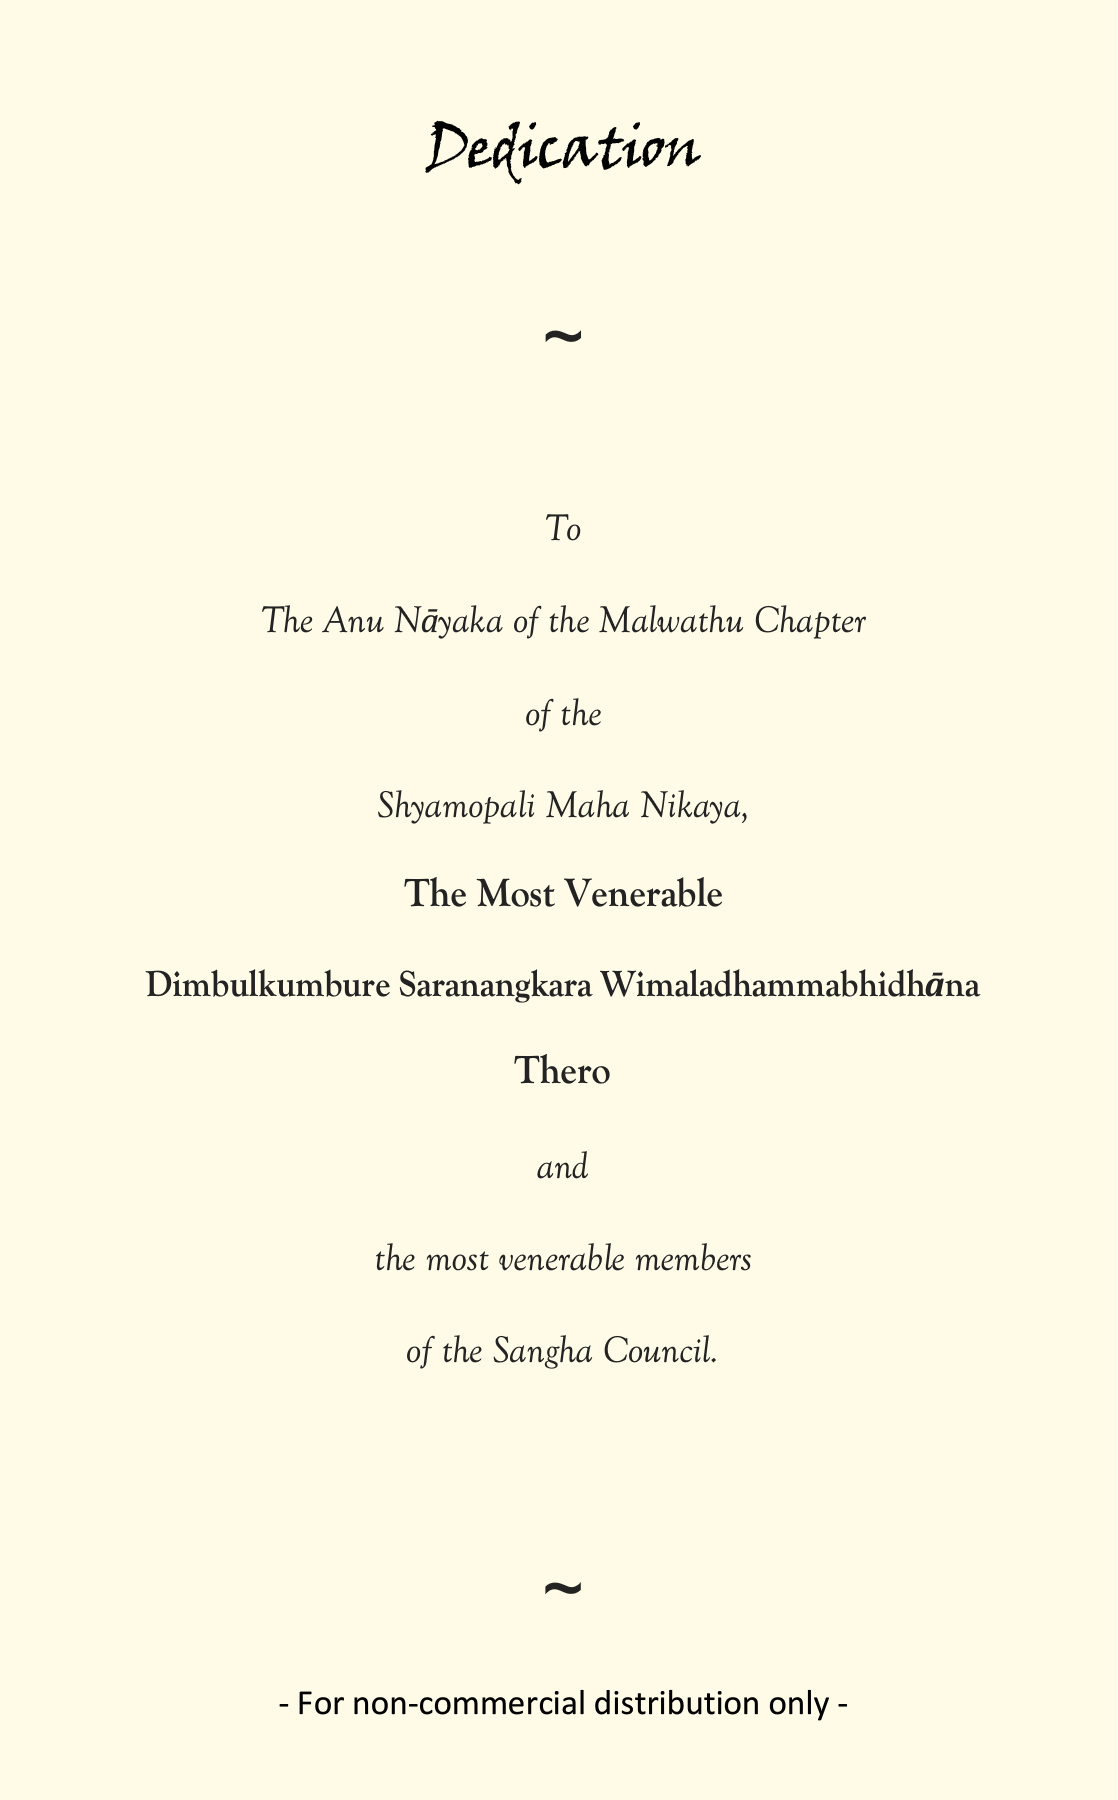 Dedication
~
To
The Anu Nāyaka of the Malwathu Chapter
of the
Shyamopali Maha Nikaya,
The Most Venerable
Dimbulkumbure Saranangkara Wimaladhammabhidhāna
Thero
and
the most venerable members
of the Sangha Council.
~
- For non-commercial distribution only -